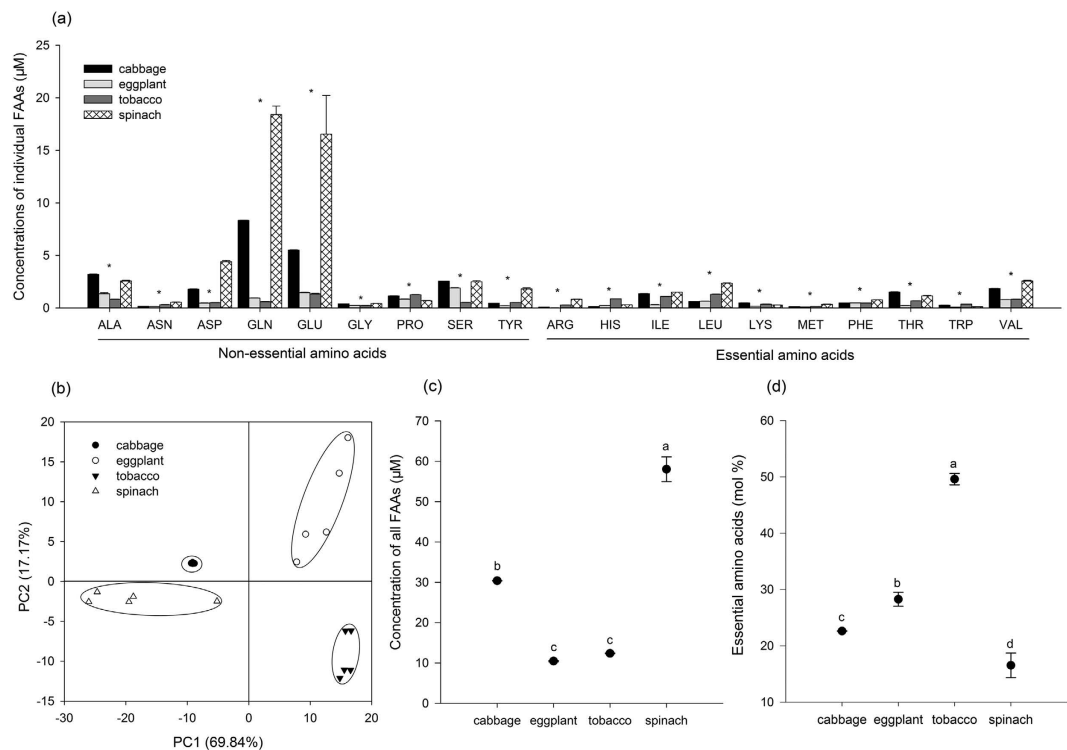 (a)
Concentrations of individual FAAs (µM)
25
20
15
10
5
0
cabbage
eggplant
tobacco
spinach
* * * * * * * * * * * * * * * * * * *
ALA ASN ASP GLN GLU GLY PRO SER TYR ARG HIS ILE LEU LYS MET PHE THR TRP VAL
Non-essential amino acids Essential amino acids
(b)
PC2 (17.17%)
20
15
10
5
0
-5
-10
-15
cabbage
eggplant
tobacco
spinach
-30 -20 -10 0 10 20
PC1 (69.84%)
(c)
Concentration of all FAAs (µM)
70
60
50
40
30
20
10
0
b
c
c
a
cabbage eggplant tobacco spinach
(d)
Essential amino acids (mol %)
60
50
40
30
20
10
c
b
a
d
cabbage eggplant tobacco spinach